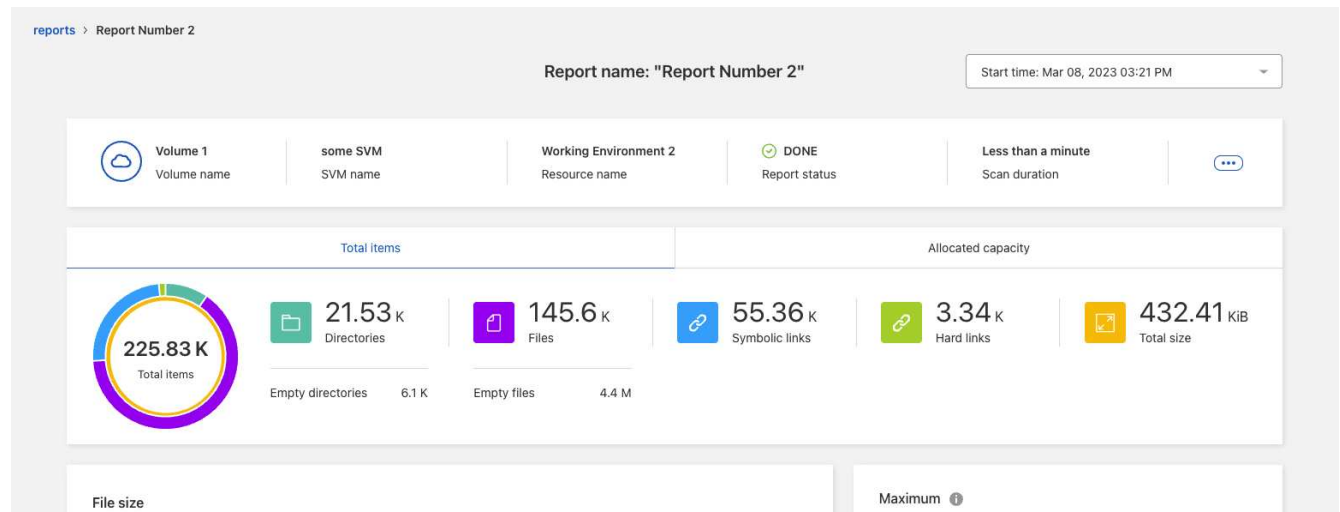 reports > Report Number 2
Report name: "Report Number 2"
Start time: Mar 08, 2023 03:21 PM
Volume 1
Volume name
some SVM
SVM name
Working Environment 2
Resource name
DONE
Report status
Less than a minute
Scan duration
Total items
Allocated capacity
225.83 K
Total items
21.53 K
Directories
Empty directories 6.1 K
145.6 K
Files
Empty files 4.4 M
55.36 K
Symbolic links
3.34 K
Hard links
432.41 KiB
Total size
File size
Maximum